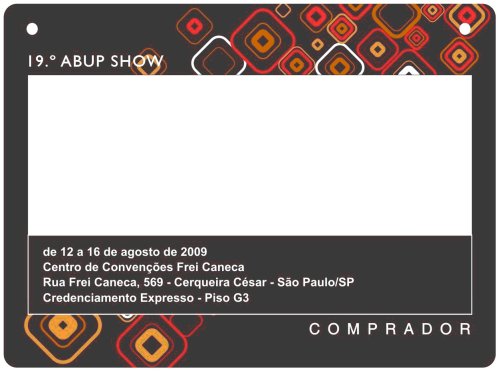 19.º ABUP SHOW
de 12 a 16 de agosto de 2009
Centro de Convenções Frei Caneca
Rua Frei Caneca, 569 - Cerqueira César - São Paulo/SP
Credenciamento Expresso - Piso G3
COMPRADOR